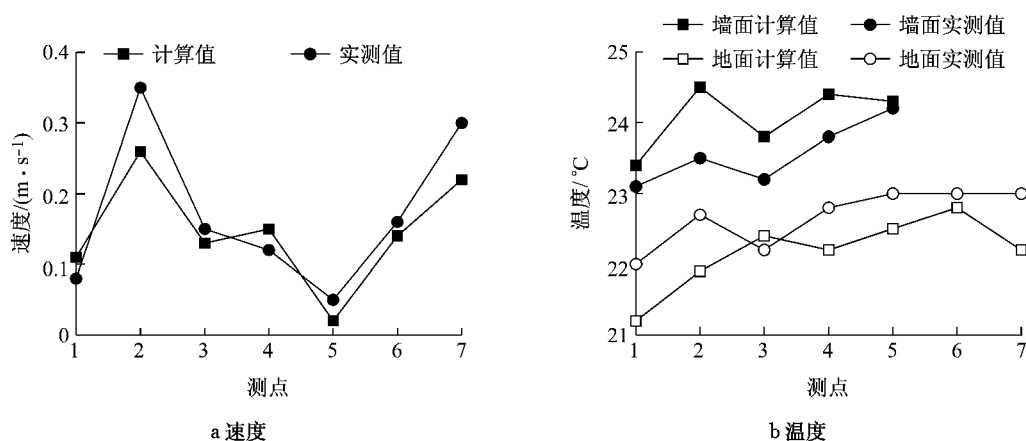 计算值 实测值
0.4
0.3
0.2
0.1
0
速度/(m·s⁻¹)
1 2 3 4 5 6 7
测点
a 速度
墙面计算值 墙面实测值
地面计算值 地面实测值
25
24
23
22
21
温度/℃
1 2 3 4 5 6 7
测点
b 温度